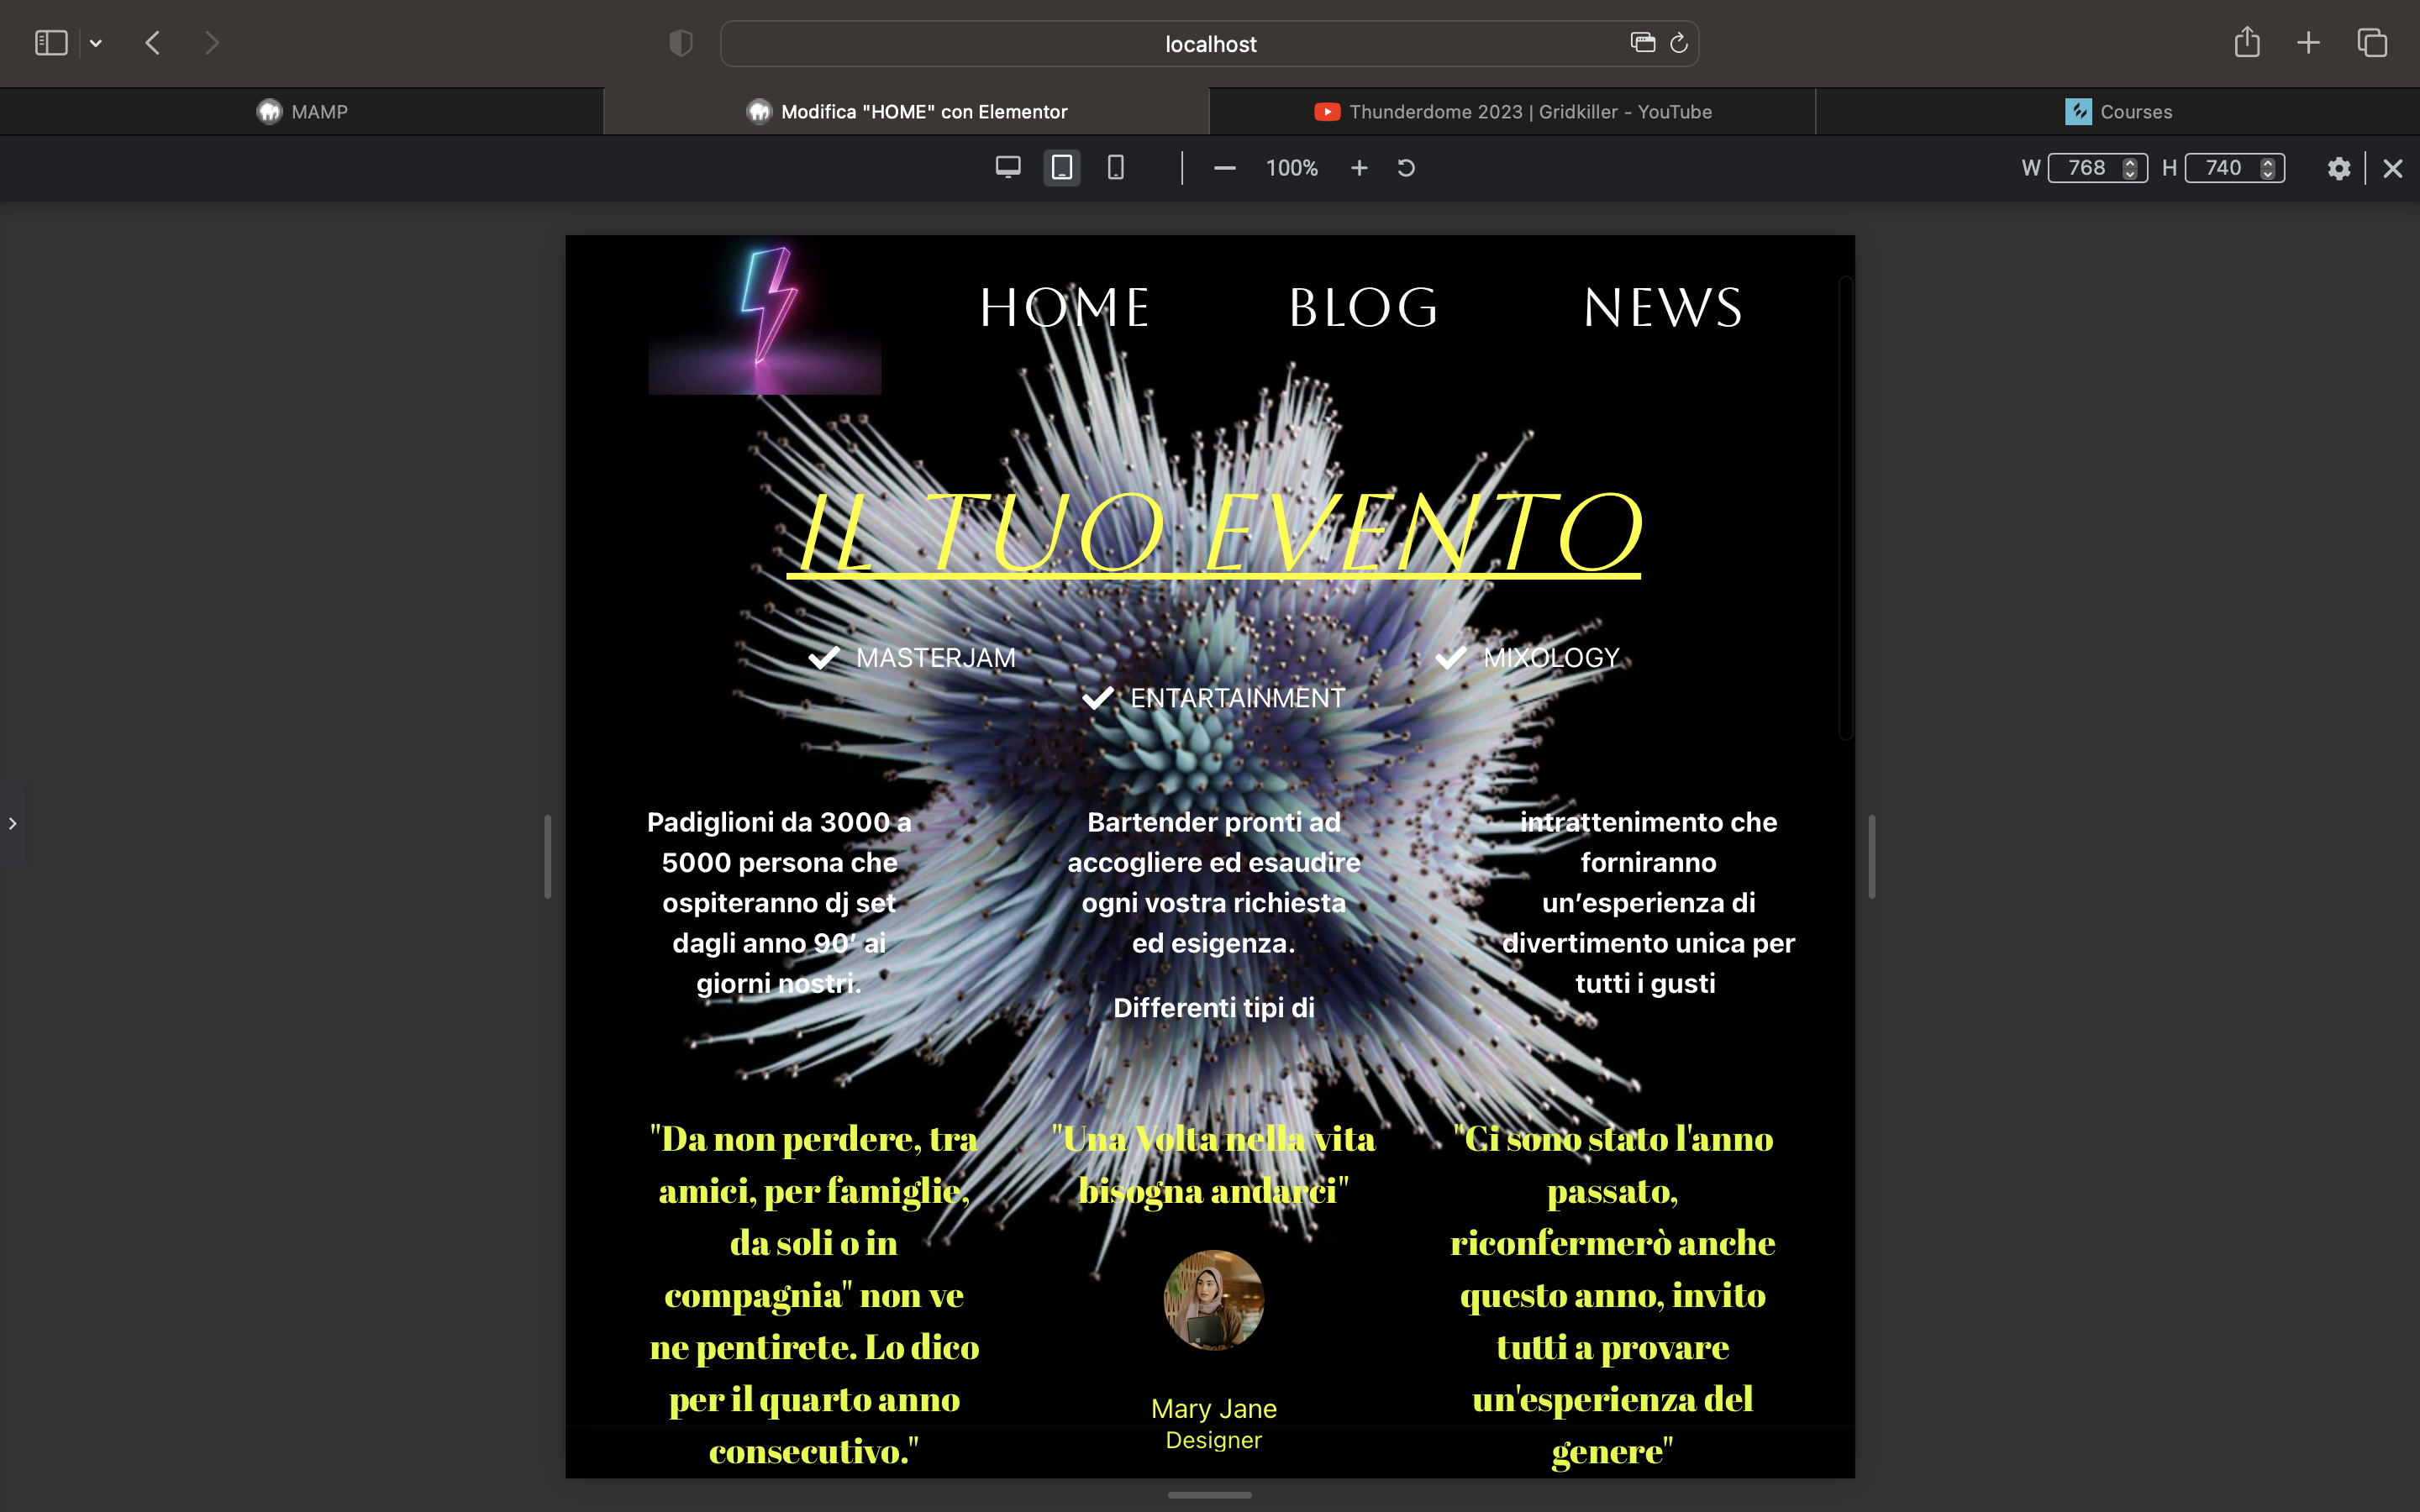 localhost
MAMP
Modifica "HOME" con Elementor
Thunderdome 2023 | Gridkiller - YouTube
Courses
100%
W 768 H 740
HOME BLOG NEWS
IL TUO EVENTO
MASTERJAM
MIXOLOGY
ENTARTAINMENT
Padiglioni da 3000 a
5000 persona che
ospiteranno dj set
dagli anno 90' ai
giorni nostri.
Bartender pronti ad
accogliere ed esaudire
ogni vostra richiesta
ed esigenza.
Differenti tipi di
intrattenimento che
forniranno
un'esperienza di
divertimento unica per
tutti i gusti
"Da non perdere, tra
amici, per famiglie,
da soli o in
compagnia" non ve
ne pentirete. Lo dico
per il quarto anno
consecutivo."
"Una Volta nella vita
bisogna andarci"
Mary Jane
Designer
"Ci sono stato l'anno
passato,
riconfermerò anche
questo anno, invito
tutti a provare
un'esperienza del
genere"